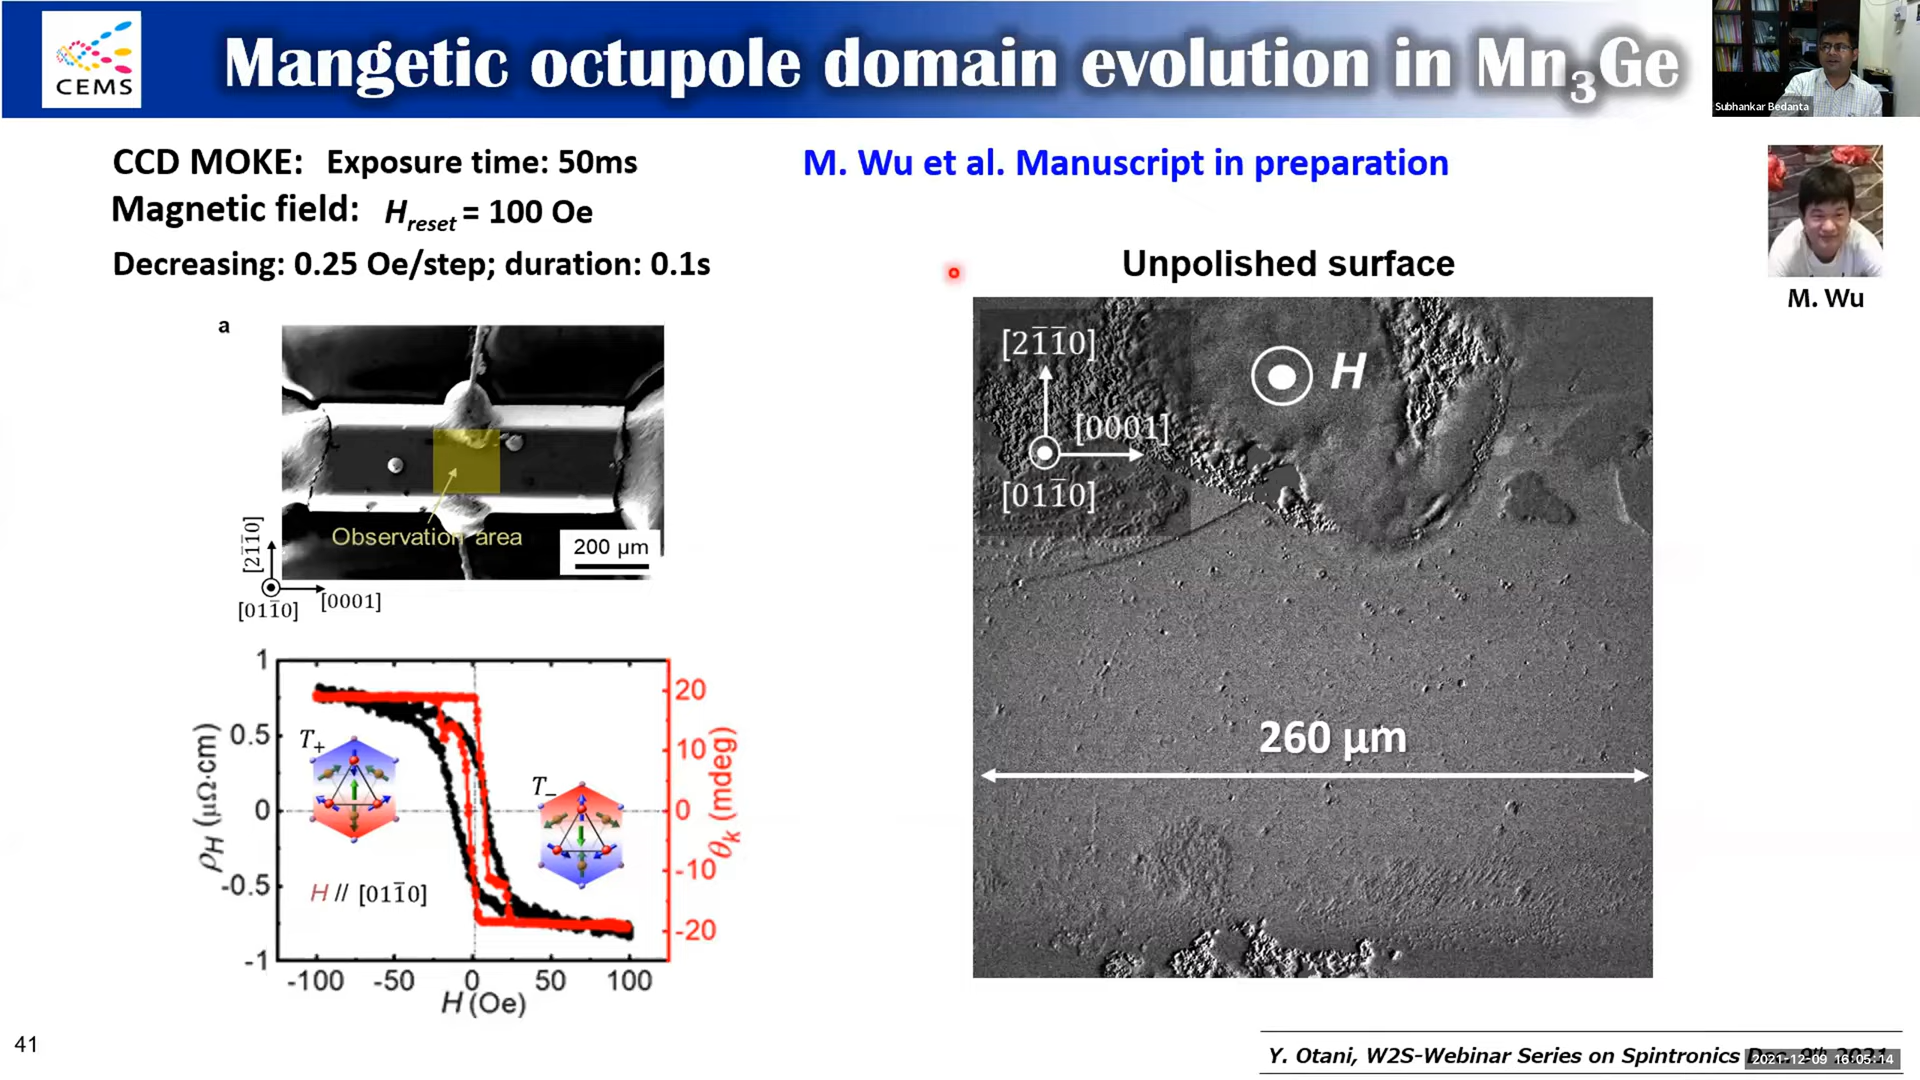 CEMS
Mangetic octupole domain evolution in Mn₃Ge
Subhankar Bedanta
CCD MOKE: Exposure time: 50ms
Magnetic field: H_reset = 100 Oe
Decreasing: 0.25 Oe/step; duration: 0.1s
M. Wu et al. Manuscript in preparation
M. Wu
a
Observation area
200 µm
[21̄1̄0]
[011̄0]
[0001]
Unpolished surface
[21̄1̄0]
H
[0001]
[011̄0]
260 µm
1
0.5
0
-0.5
-1
ρH (µΩ·cm)
T₊
T₋
H // [011̄0]
20
10
0
-10
-20
θk (mdeg)
-100 -50 0 50 100
H (Oe)
41
Y. Otani, W2S-Webinar Series on Spintronics
2021-12-09 16:05:14